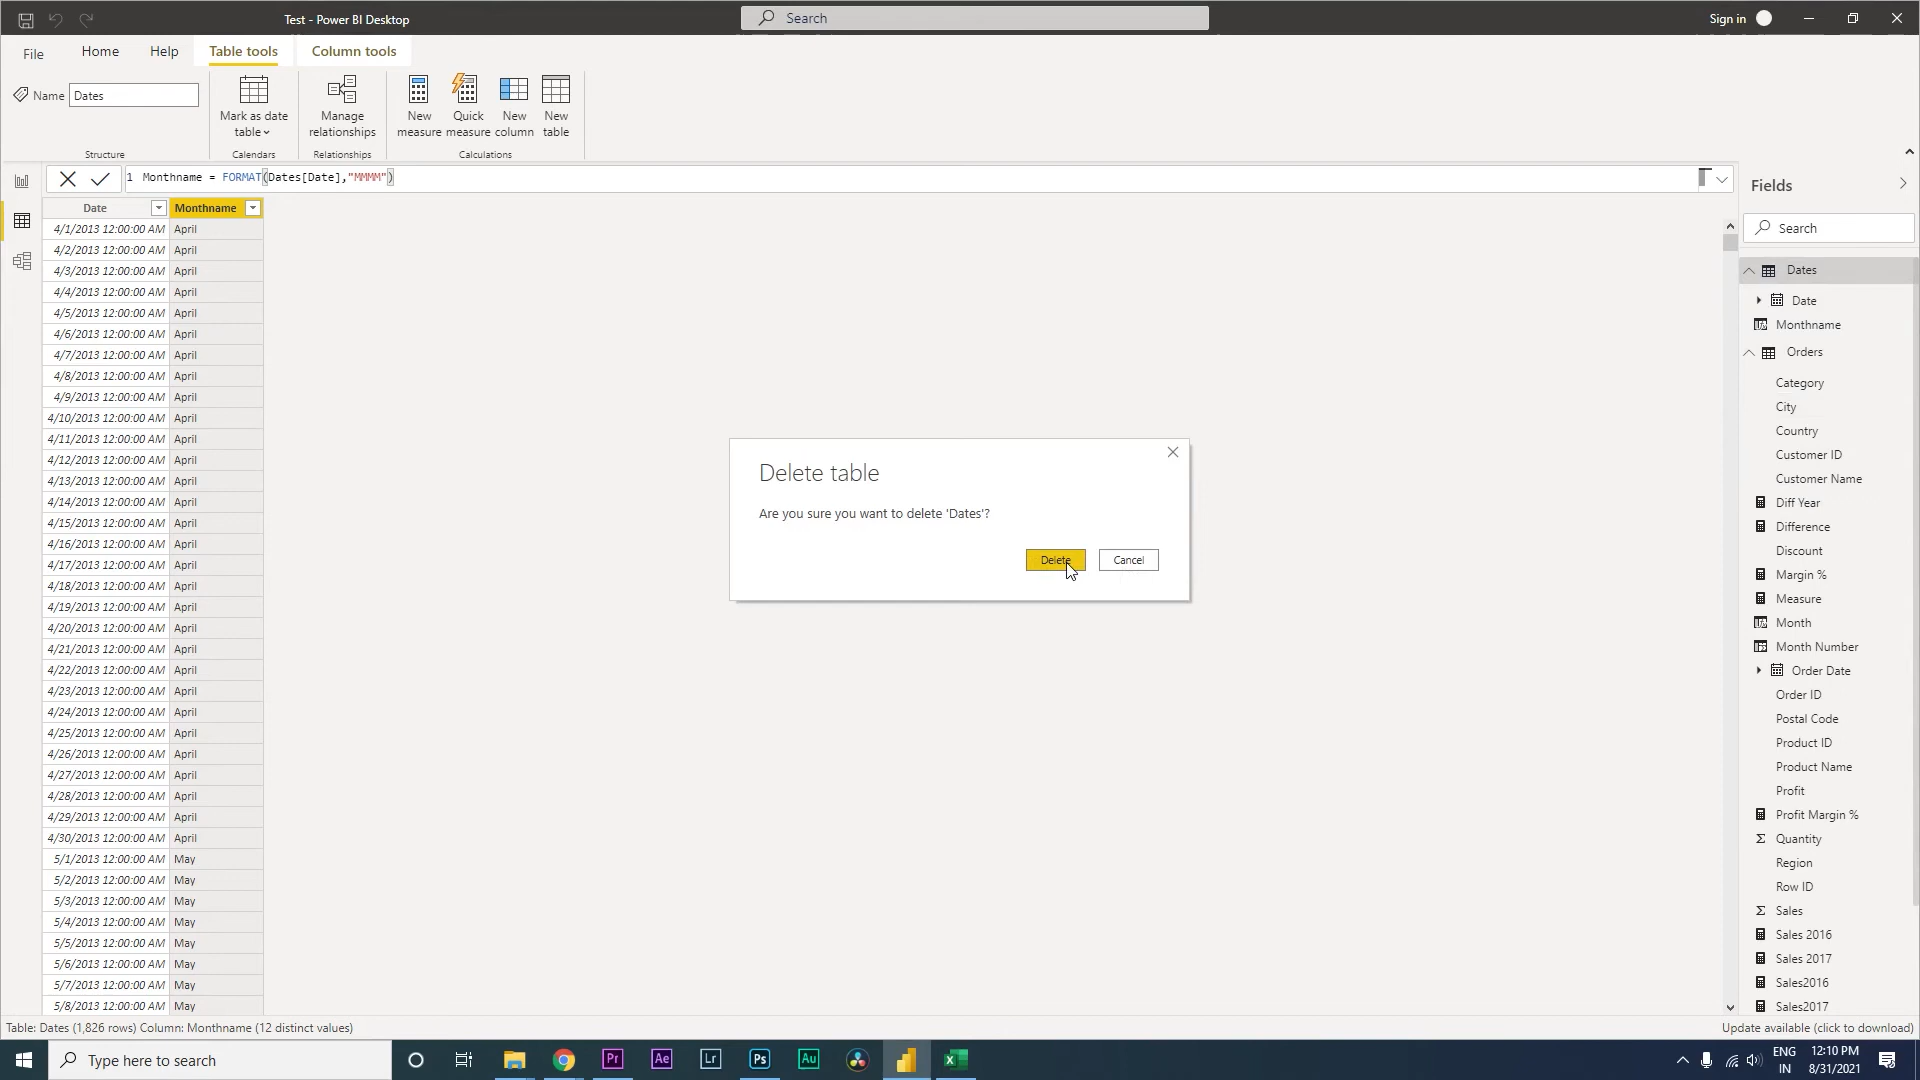 Test - Power BI Desktop
Search
Sign in
File
Home
Help
Table tools
Column tools
Name
Dates
Mark as date
table
Manage
relationships
New
measure
Quick
measure
New
column
New
table
Structure
Calendars
Relationships
Calculations
1 Monthname = FORMAT(Dates[Date],"MMMM")
Date
Monthname
4/1/2013 12:00:00 AM April
4/2/2013 12:00:00 AM April
4/3/2013 12:00:00 AM April
4/4/2013 12:00:00 AM April
4/5/2013 12:00:00 AM April
4/6/2013 12:00:00 AM April
4/7/2013 12:00:00 AM April
4/8/2013 12:00:00 AM April
4/9/2013 12:00:00 AM April
4/10/2013 12:00:00 AM April
4/11/2013 12:00:00 AM April
4/12/2013 12:00:00 AM April
4/13/2013 12:00:00 AM April
4/14/2013 12:00:00 AM April
4/15/2013 12:00:00 AM April
4/16/2013 12:00:00 AM April
4/17/2013 12:00:00 AM April
4/18/2013 12:00:00 AM April
4/19/2013 12:00:00 AM April
4/20/2013 12:00:00 AM April
4/21/2013 12:00:00 AM April
4/22/2013 12:00:00 AM April
4/23/2013 12:00:00 AM April
4/24/2013 12:00:00 AM April
4/25/2013 12:00:00 AM April
4/26/2013 12:00:00 AM April
4/27/2013 12:00:00 AM April
4/28/2013 12:00:00 AM April
4/29/2013 12:00:00 AM April
4/30/2013 12:00:00 AM April
5/1/2013 12:00:00 AM May
5/2/2013 12:00:00 AM May
5/3/2013 12:00:00 AM May
5/4/2013 12:00:00 AM May
5/5/2013 12:00:00 AM May
5/6/2013 12:00:00 AM May
5/7/2013 12:00:00 AM May
5/8/2013 12:00:00 AM May
Delete table
Are you sure you want to delete 'Dates'?
Delete
Cancel
Fields
Search
Dates
Date
Monthname
Orders
Category
City
Country
Customer ID
Customer Name
Diff Year
Difference
Discount
Margin %
Measure
Month
Month Number
Order Date
Order ID
Postal Code
Product ID
Product Name
Profit
Profit Margin %
Quantity
Region
Row ID
Sales
Sales 2016
Sales 2017
Sales2016
Sales2017
Table: Dates (1,826 rows) Column: Monthname (12 distinct values)
Update available (click to download)
Type here to search
Pr
Ae
Lr
Ps
Au
ENG
IN
12:10 PM
8/31/2021